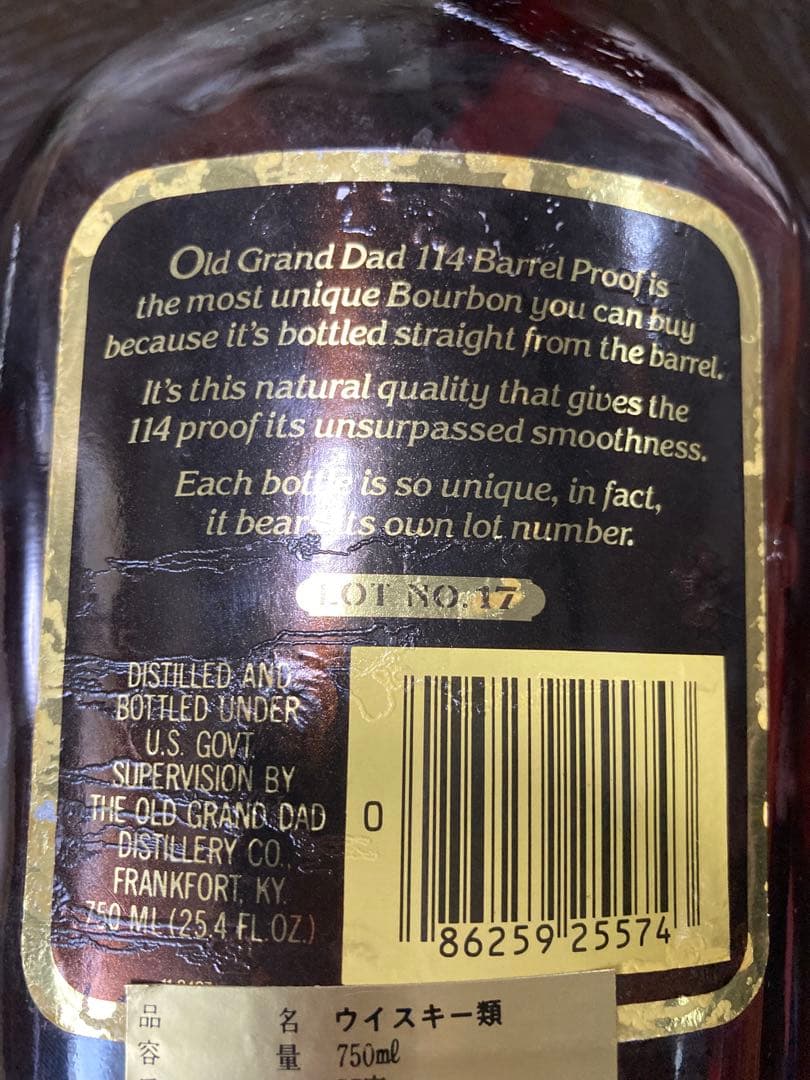 Old Grand Dad 114 Barrel Proof is
the most unique Bourbon you can buy
because it's bottled straight from the barrel.
It's this natural quality that gives the
114 proof its unsurpassed smoothness.
Each bottle is so unique, in fact,
it bears its own lot number.
LOT NO. 17
DISTILLED AND
BOTTLED UNDER
U.S. GOVT.
SUPERVISION BY
THE OLD GRAND DAD
DISTILLERY CO.,
FRANKFORT, KY.
750 ML (25.4 FL.OZ.)
0 86259 25574
品名 ウイスキー類
容量 750ml